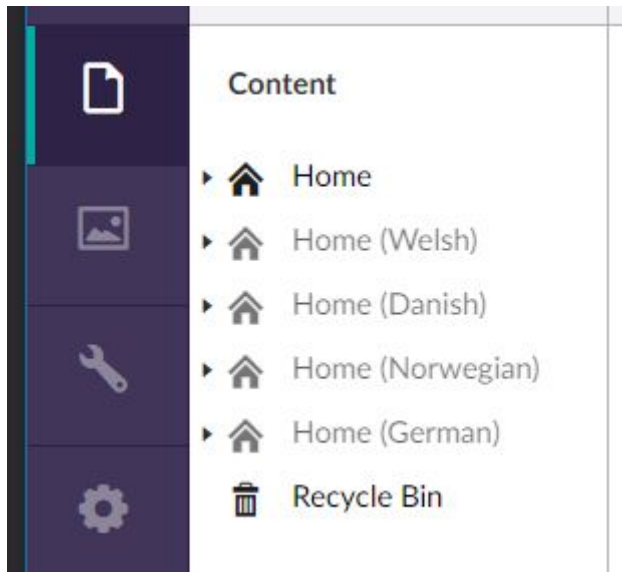 Content
Home
Home (Welsh)
Home (Danish)
Home (Norwegian)
Home (German)
Recycle Bin